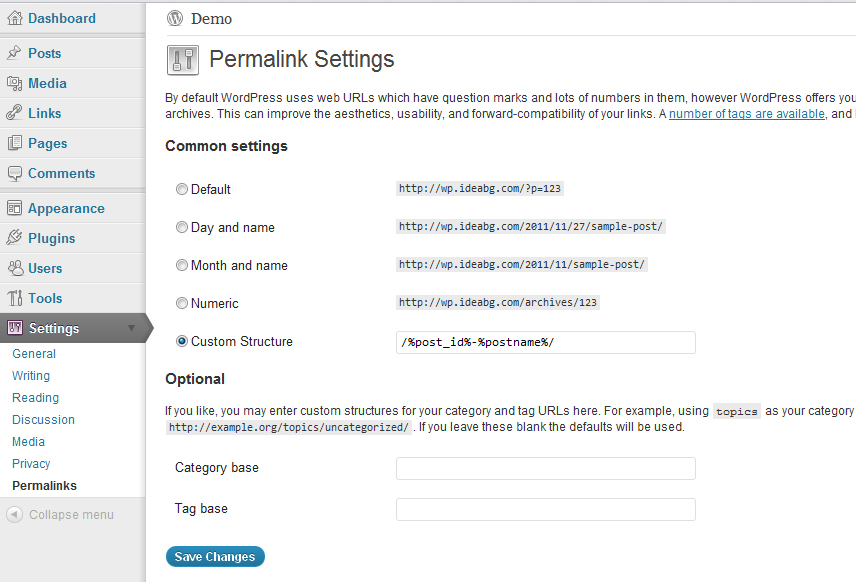 Dashboard
Posts
Media
Links
Pages
Comments
Appearance
Plugins
Users
Tools
Settings
General
Writing
Reading
Discussion
Media
Privacy
Permalinks
Collapse menu
Demo
Permalink Settings
By default WordPress uses web URLs which have question marks and lots of numbers in them, however WordPress offers you
archives. This can improve the aesthetics, usability, and forward-compatibility of your links. A number of tags are available, and
Common settings
Default http://wp.ideabg.com/?p=123
Day and name http://wp.ideabg.com/2011/11/27/sample-post/
Month and name http://wp.ideabg.com/2011/11/sample-post/
Numeric http://wp.ideabg.com/archives/123
Custom Structure /%post_id%-%postname%/
Optional
If you like, you may enter custom structures for your category and tag URLs here. For example, using topics as your category
http://example.org/topics/uncategorized/ . If you leave these blank the defaults will be used.
Category base
Tag base
Save Changes